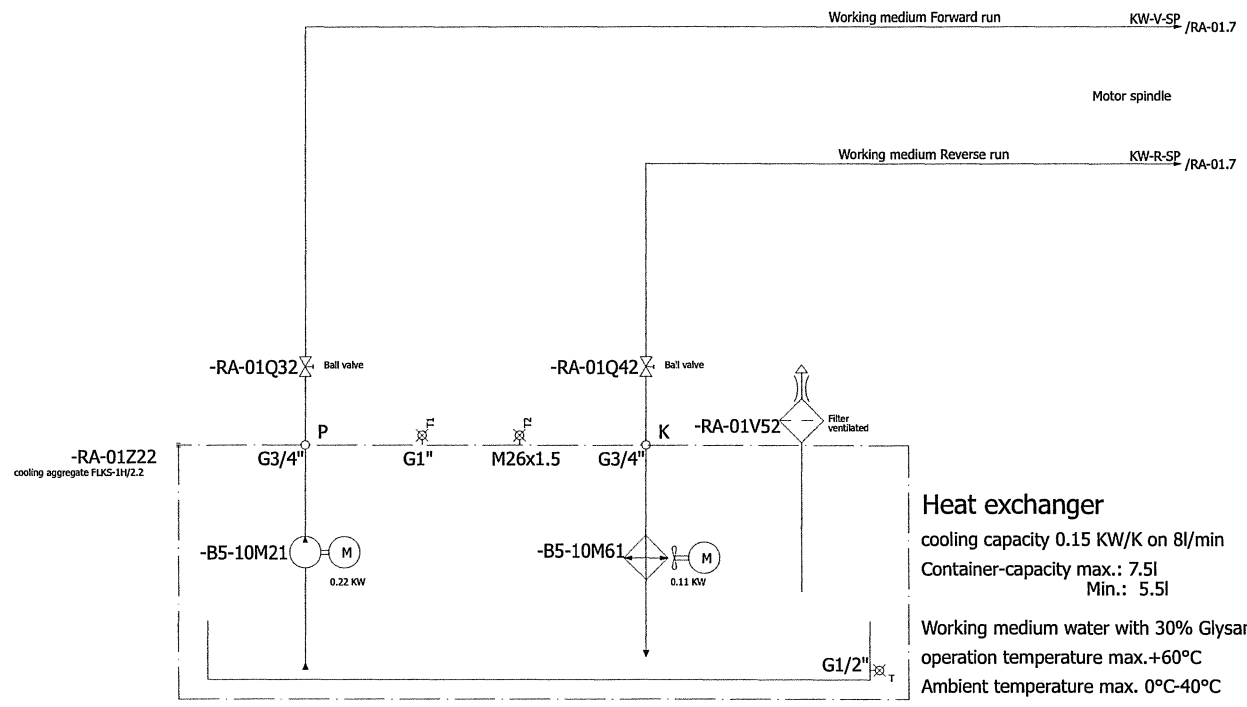 Working medium Forward run
KW-V-SP
/RA-01.7
Motor spindle
Working medium Reverse run
KW-R-SP
/RA-01.7
-RA-01Q32
Ball valve
-RA-01Q42
Ball valve
-RA-01V52
Filter
ventilated
P
T1
T2
K
-RA-01Z22
cooling aggregate FLKS-1H/2.2
G3/4"
G1"
M26x1.5
G3/4"
-B5-10M21
M
0.22 KW
-B5-10M61
M
0.11 KW
Heat exchanger
cooling capacity 0.15 KW/K on 8l/min
Container-capacity max.: 7.5l
Min.: 5.5l
Working medium water with 30% Glysan
operation temperature max.+60°C
Ambient temperature max. 0°C-40°C
G1/2"
T